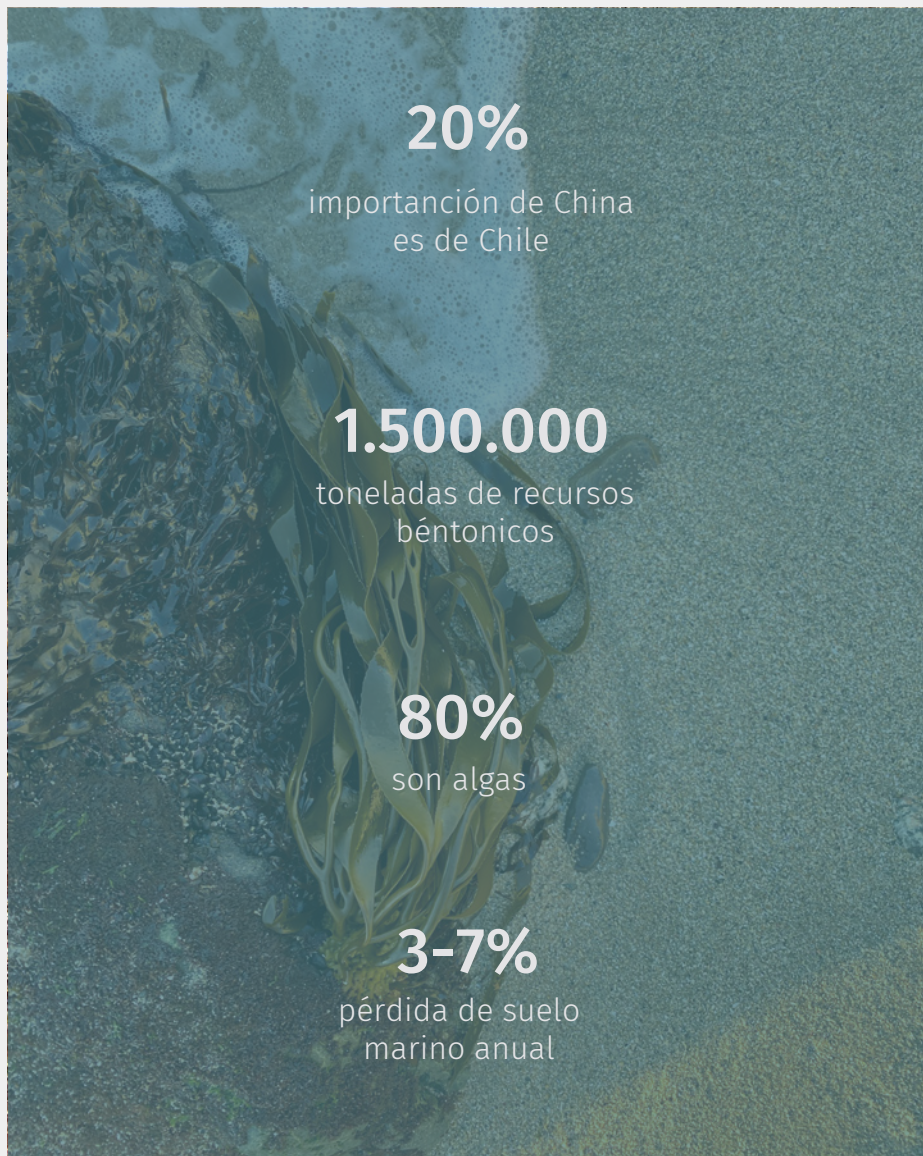 20%
importanción de China
es de Chile
1.500.000
toneladas de recursos
béntonicos
80%
son algas
3-7%
pérdida de suelo
marino anual